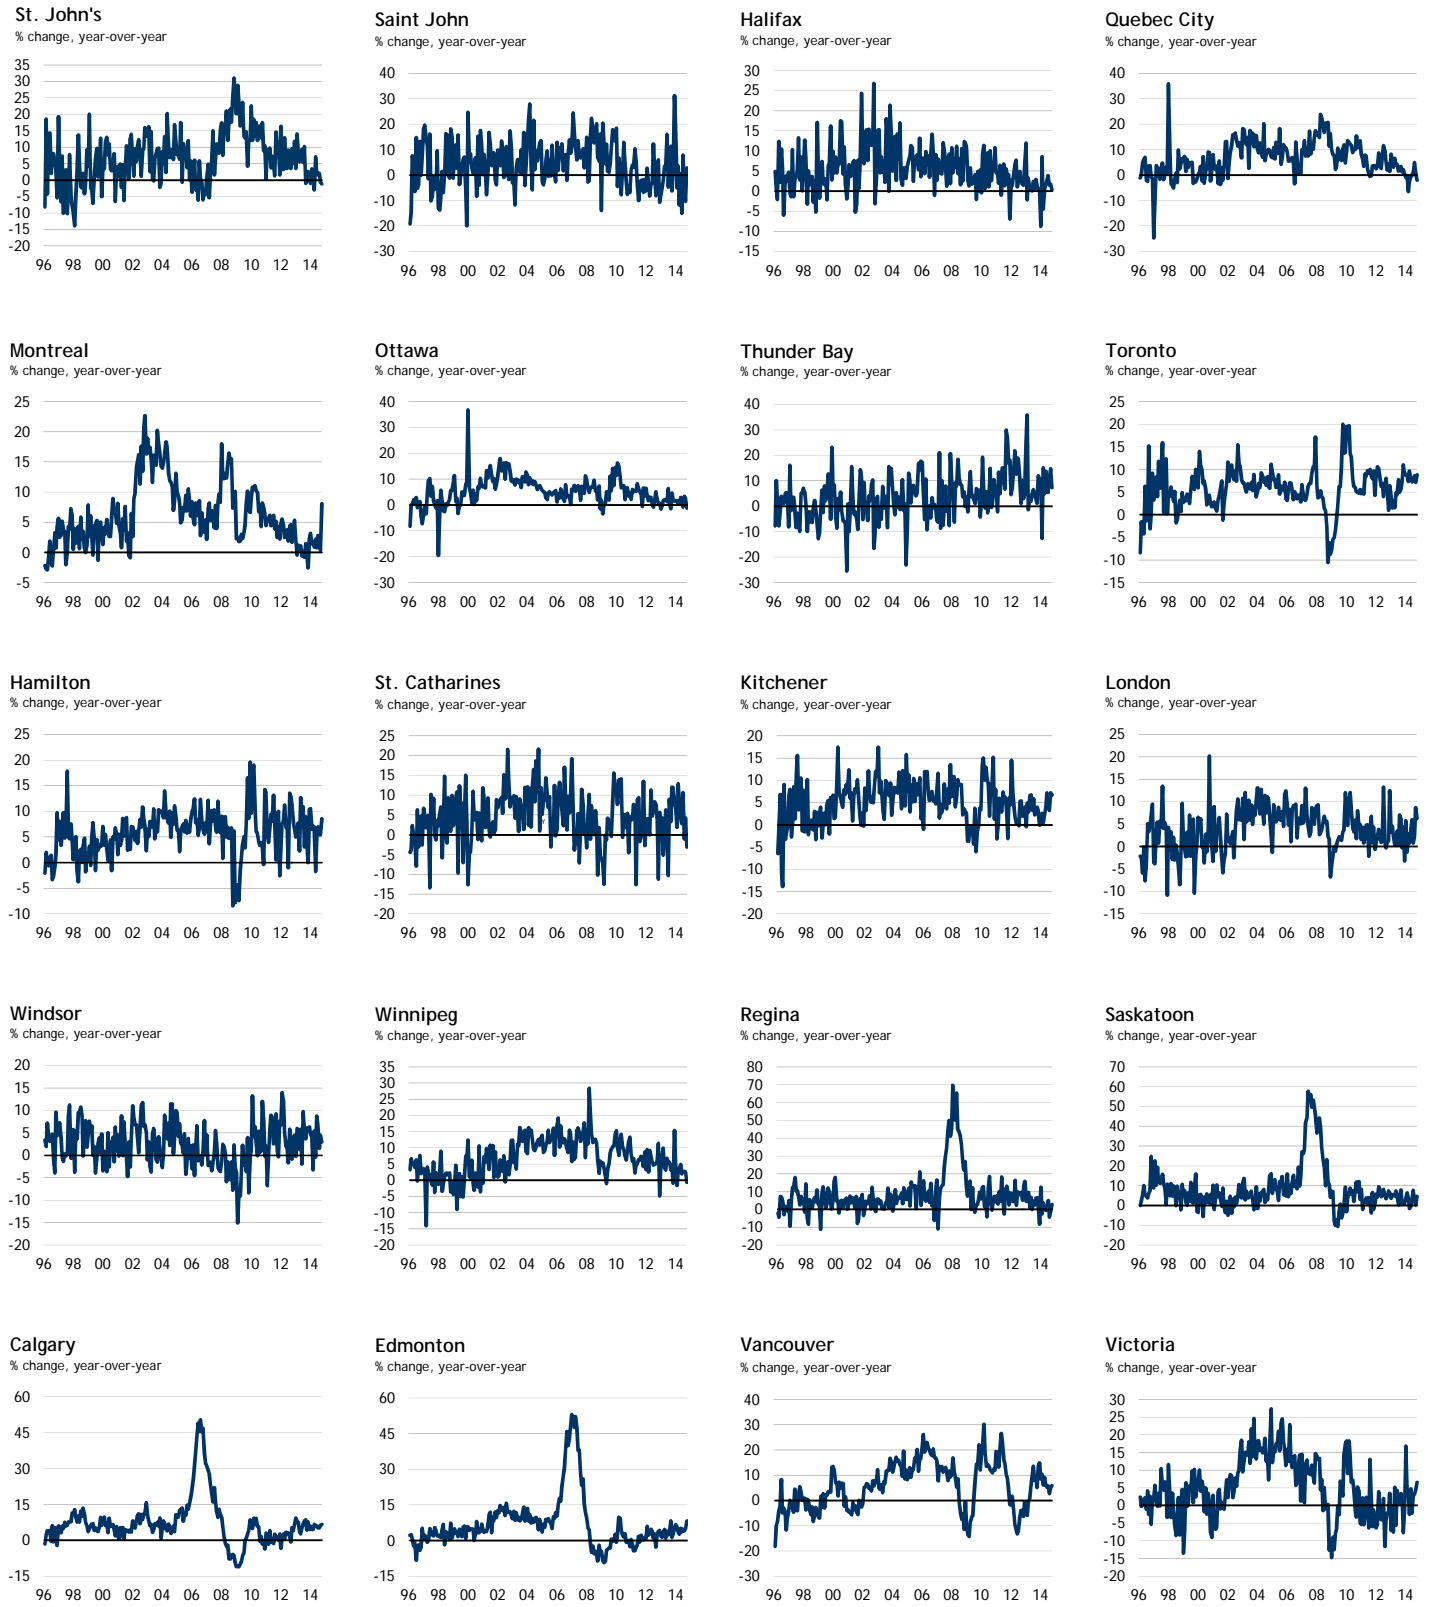 St. John's
% change, year-over-year
35
30
25
20
15
10
5
0
-5
-10
-15
-20
96 98 00 02 04 06 08 10 12 14
Saint John
% change, year-over-year
40
30
20
10
0
-10
-20
-30
96 98 00 02 04 06 08 10 12 14
Halifax
% change, year-over-year
30
25
20
15
10
5
0
-5
-10
-15
96 98 00 02 04 06 08 10 12 14
Quebec City
% change, year-over-year
40
30
20
10
0
-10
-20
-30
96 98 00 02 04 06 08 10 12 14
Montreal
% change, year-over-year
25
20
15
10
5
0
-5
96 98 00 02 04 06 08 10 12 14
Ottawa
% change, year-over-year
40
30
20
10
0
-10
-20
-30
96 98 00 02 04 06 08 10 12 14
Thunder Bay
% change, year-over-year
40
30
20
10
0
-10
-20
-30
96 98 00 02 04 06 08 10 12 14
Toronto
% change, year-over-year
25
20
15
10
5
0
-5
-10
-15
96 98 00 02 04 06 08 10 12 14
Hamilton
% change, year-over-year
25
20
15
10
5
0
-5
-10
96 98 00 02 04 06 08 10 12 14
St. Catharines
% change, year-over-year
25
20
15
10
5
0
-5
-10
-15
-20
96 98 00 02 04 06 08 10 12 14
Kitchener
% change, year-over-year
20
15
10
5
0
-5
-10
-15
-20
96 98 00 02 04 06 08 10 12 14
London
% change, year-over-year
25
20
15
10
5
0
-5
-10
-15
96 98 00 02 04 06 08 10 12 14
Windsor
% change, year-over-year
20
15
10
5
0
-5
-10
-15
-20
96 98 00 02 04 06 08 10 12 14
Winnipeg
% change, year-over-year
35
30
25
20
15
10
5
0
-5
-10
-15
-20
96 98 00 02 04 06 08 10 12 14
Regina
% change, year-over-year
80
70
60
50
40
30
20
10
0
-10
-20
96 98 00 02 04 06 08 10 12 14
Saskatoon
% change, year-over-year
70
60
50
40
30
20
10
0
-10
-20
96 98 00 02 04 06 08 10 12 14
Calgary
% change, year-over-year
60
45
30
15
0
-15
96 98 00 02 04 06 08 10 12 14
Edmonton
% change, year-over-year
60
45
30
15
0
-15
96 98 00 02 04 06 08 10 12 14
Vancouver
% change, year-over-year
40
30
20
10
0
-10
-20
-30
96 98 00 02 04 06 08 10 12 14
Victoria
% change, year-over-year
30
25
20
15
10
5
0
-5
-10
-15
-20
96 98 00 02 04 06 08 10 12 14